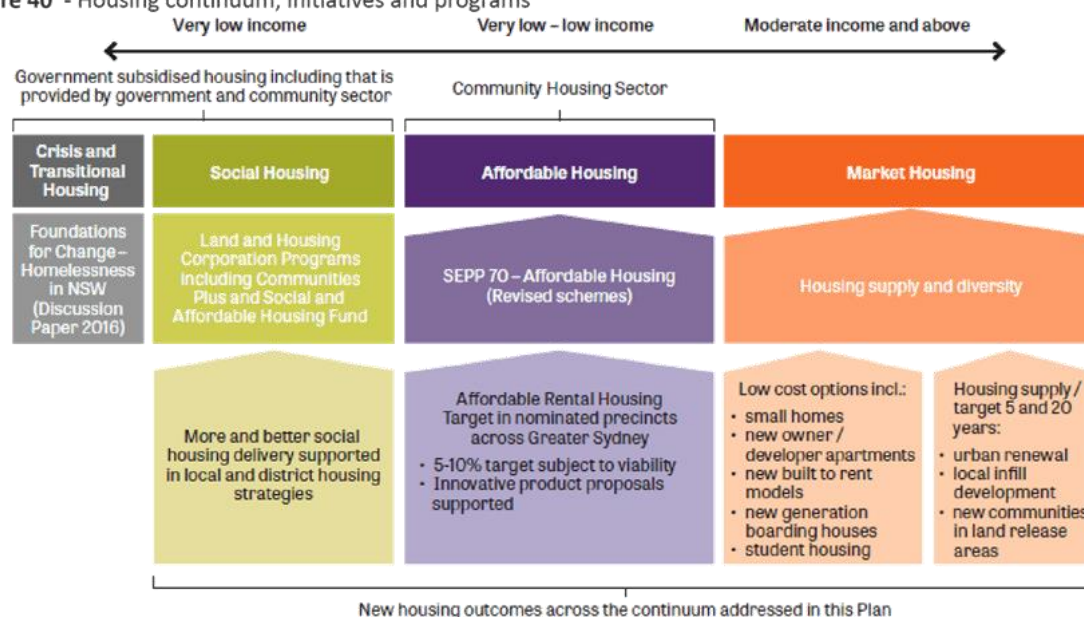 re 40 - Housing continuum, initiatives and programs
Very low income
Very low – low income
Moderate income and above
Government subsidised housing including that is
provided by government and community sector
Community Housing Sector
Crisis and
Transitional
Housing
Social Housing
Affordable Housing
Market Housing
Foundations
for Change–
Homelessness
in NSW
(Discussion
Paper 2016)
Land and Housing
Corporation Programs
including Communities
Plus and Social and
Affordable Housing Fund
SEPP 70 – Affordable Housing
(Revised schemes)
Housing supply and diversity
More and better social
housing delivery supported
in local and district housing
strategies
Affordable Rental Housing
Target in nominated precincts
across Greater Sydney
• 5-10% target subject to viability
• Innovative product proposals
supported
Low cost options incl.:
• small homes
• new owner /
developer apartments
• new built to rent
models
• new generation
boarding houses
• student housing
Housing supply /
target 5 and 20
years:
• urban renewal
• local infill
development
• new communities
in land release
areas
New housing outcomes across the continuum addressed in this Plan